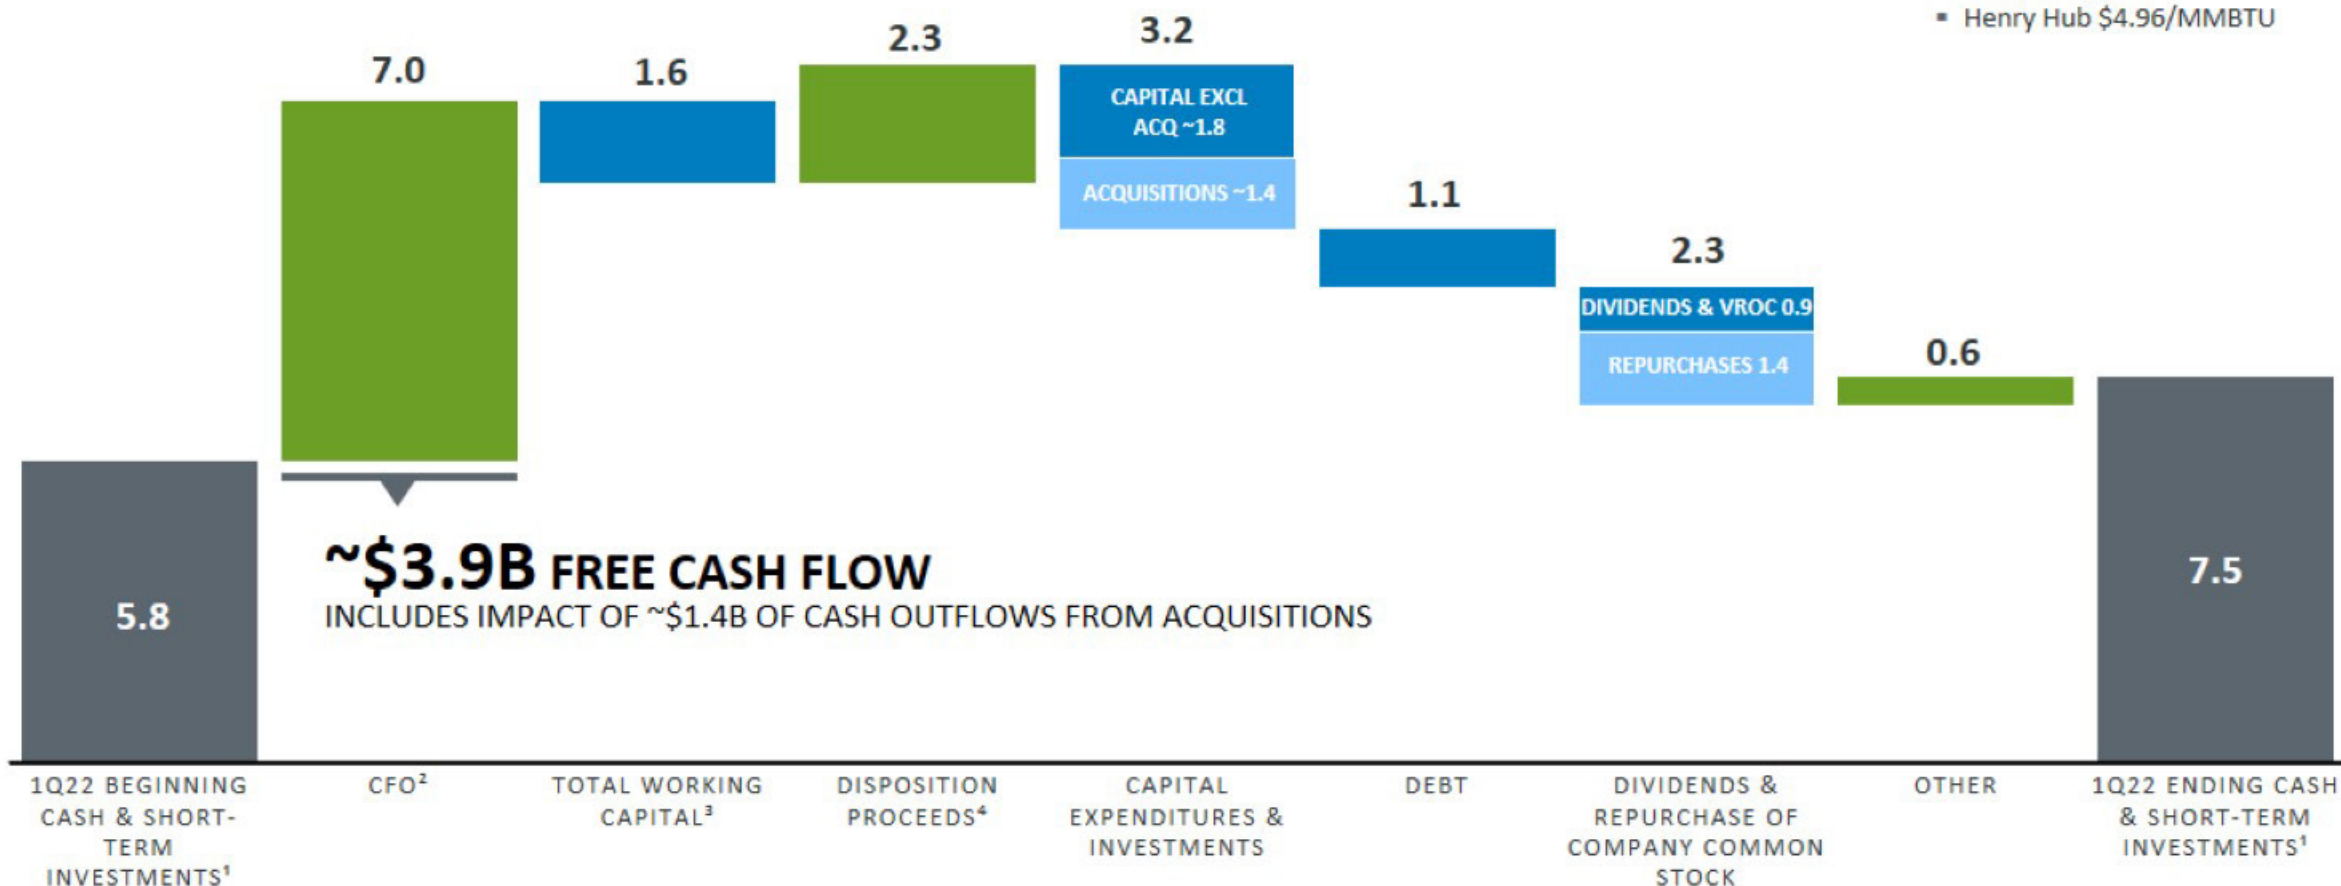 ▪ Henry Hub $4.96/MMBTU
7.0
1.6
2.3
3.2
CAPITAL EXCL
ACQ ~1.8
ACQUISITIONS ~1.4
1.1
2.3
DIVIDENDS & VROC 0.9
REPURCHASES 1.4
0.6
~$3.9B FREE CASH FLOW
INCLUDES IMPACT OF ~$1.4B OF CASH OUTFLOWS FROM ACQUISITIONS
5.8
7.5
1Q22 BEGINNING
CASH & SHORT-
TERM
INVESTMENTS¹
CFO²
TOTAL WORKING
CAPITAL³
DISPOSITION
PROCEEDS⁴
CAPITAL
EXPENDITURES &
INVESTMENTS
DEBT
DIVIDENDS &
REPURCHASE OF
COMPANY COMMON
STOCK
OTHER
1Q22 ENDING CASH
& SHORT-TERM
INVESTMENTS¹